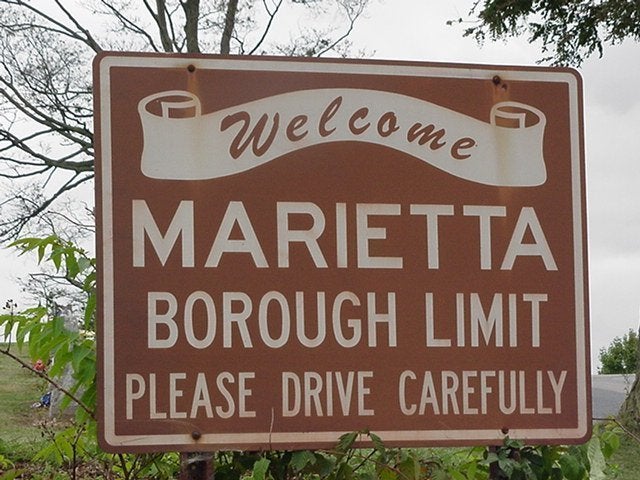 Welcome
MARIETTA
BOROUGH LIMIT
PLEASE DRIVE CAREFULLY